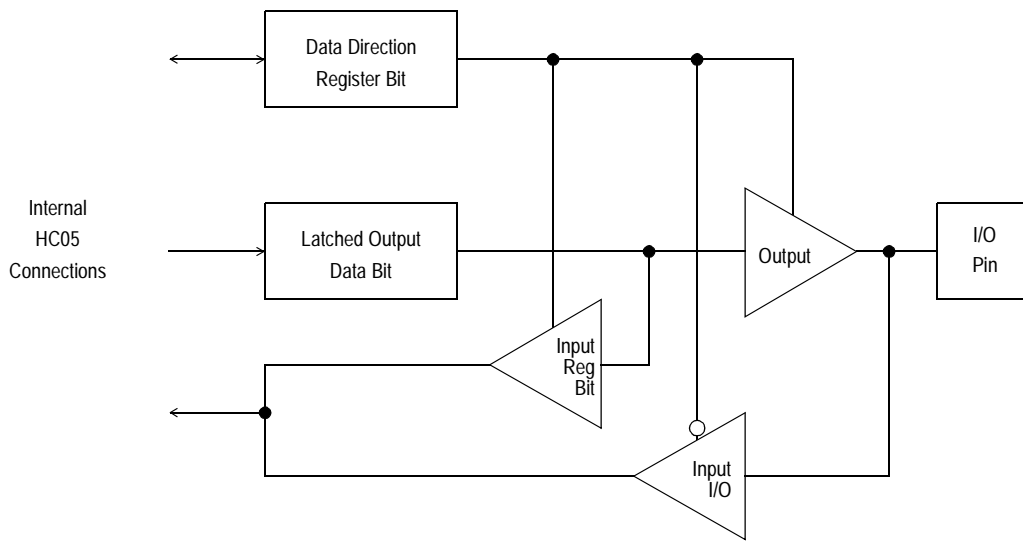 Data Direction
Register Bit
Internal
HC05
Connections
Latched Output
Data Bit
Output
I/O
Pin
Input
Reg
Bit
Input
I/O